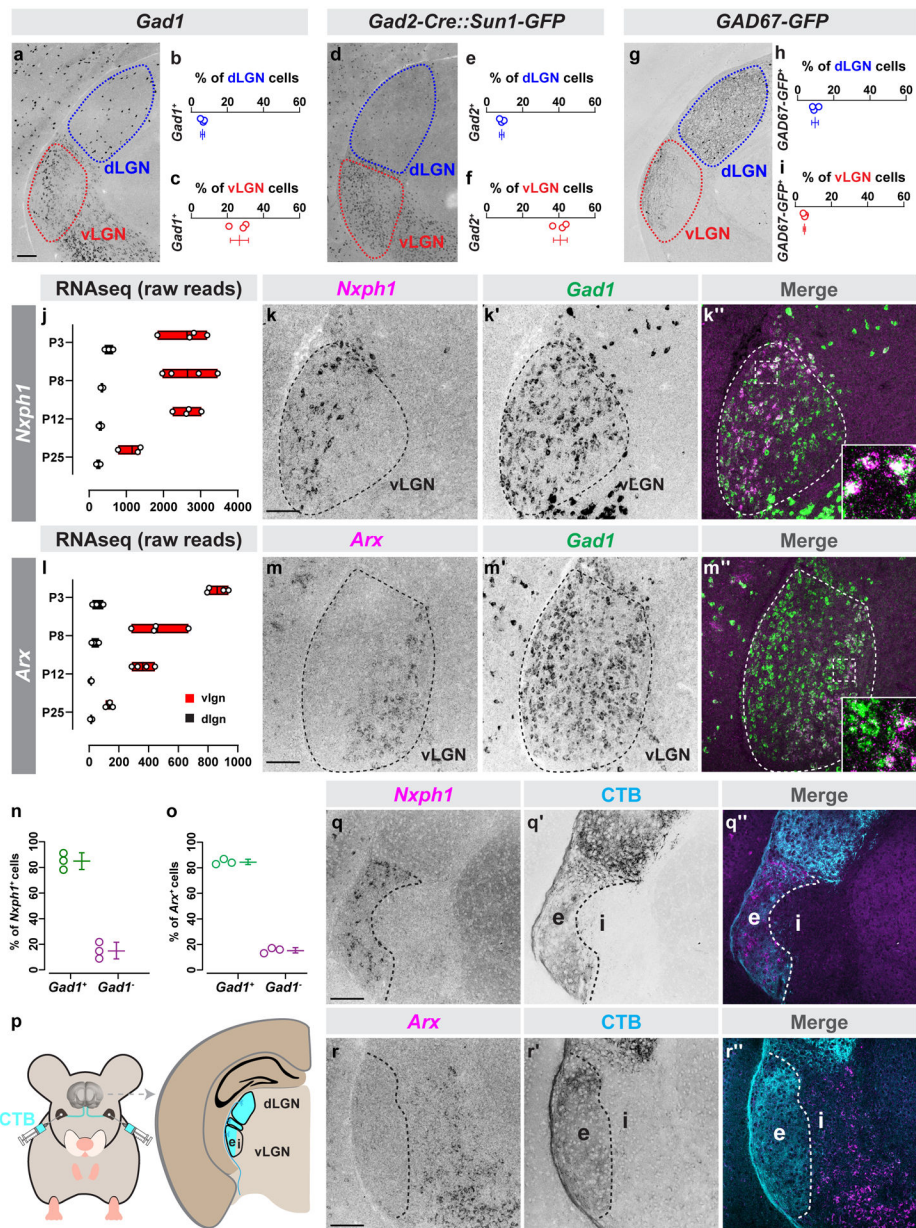 Gad1
Gad2-Cre::Sun1-GFP
GAD67-GFP
a
dLGN
vLGN
b
% of dLGN cells
0 20 40 60
Gad1+
c
% of vLGN cells
0 20 40 60
Gad1+
d
dLGN
vLGN
e
% of dLGN cells
0 20 40 60
Gad2+
f
% of vLGN cells
0 20 40 60
Gad2+
g
dLGN
vLGN
h
% of dLGN cells
0 20 40 60
GAD67-GFP+
i
% of vLGN cells
0 20 40 60
GAD67-GFP+
RNAseq (raw reads)
Nxph1
Gad1
Merge
Nxph1
j
P3
P8
P12
P25
0 1000 2000 3000 4000
k
vLGN
k'
vLGN
k''
RNAseq (raw reads)
Arx
Gad1
Merge
Arx
l
P3
P8
P12
P25
vlgn
dlgn
0 200 400 600 800 1000
m
vLGN
m'
vLGN
m''
n
% of Nxph1+ cells
0 20 40 60 80 100
Gad1+ Gad1-
o
% of Arx+ cells
0 20 40 60 80 100
Gad1+ Gad1-
p
CTB
dLGN
e i
vLGN
Nxph1
CTB
Merge
q
q'
e
i
q''
e
i
Arx
CTB
Merge
r
r'
e
i
r''
e
i